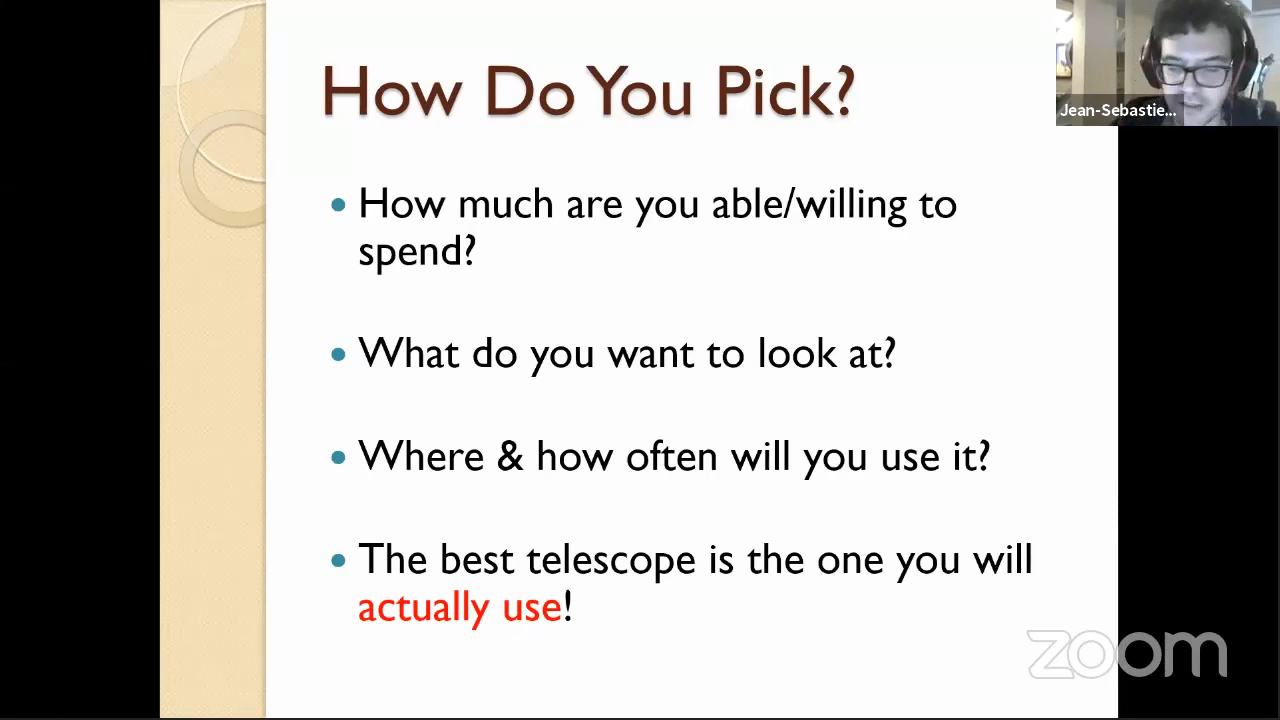 How Do You Pick?
Jean-Sebastie...
How much are you able/willing to
spend?
What do you want to look at?
Where & how often will you use it?
The best telescope is the one you will
actually use!
zoom